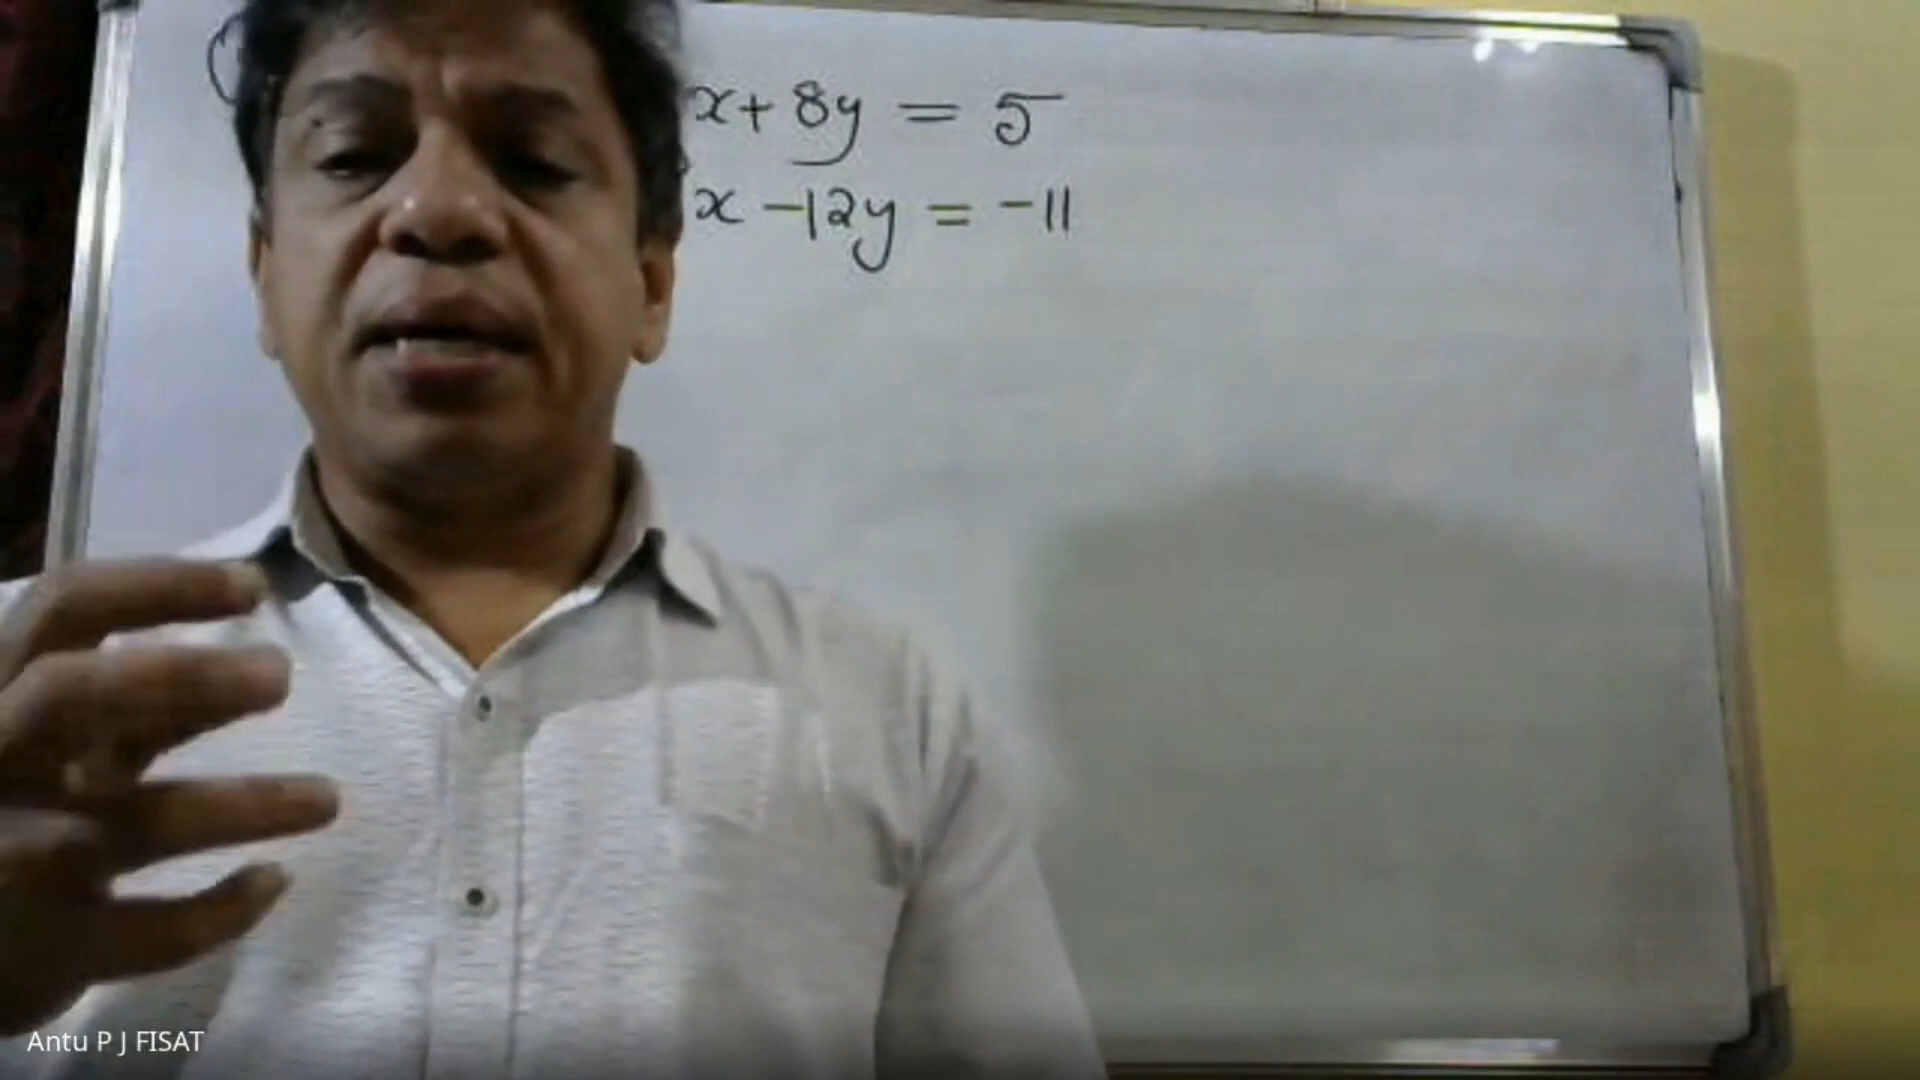 x + 8y = 5
x - 12y = -11
Antu P J FISAT